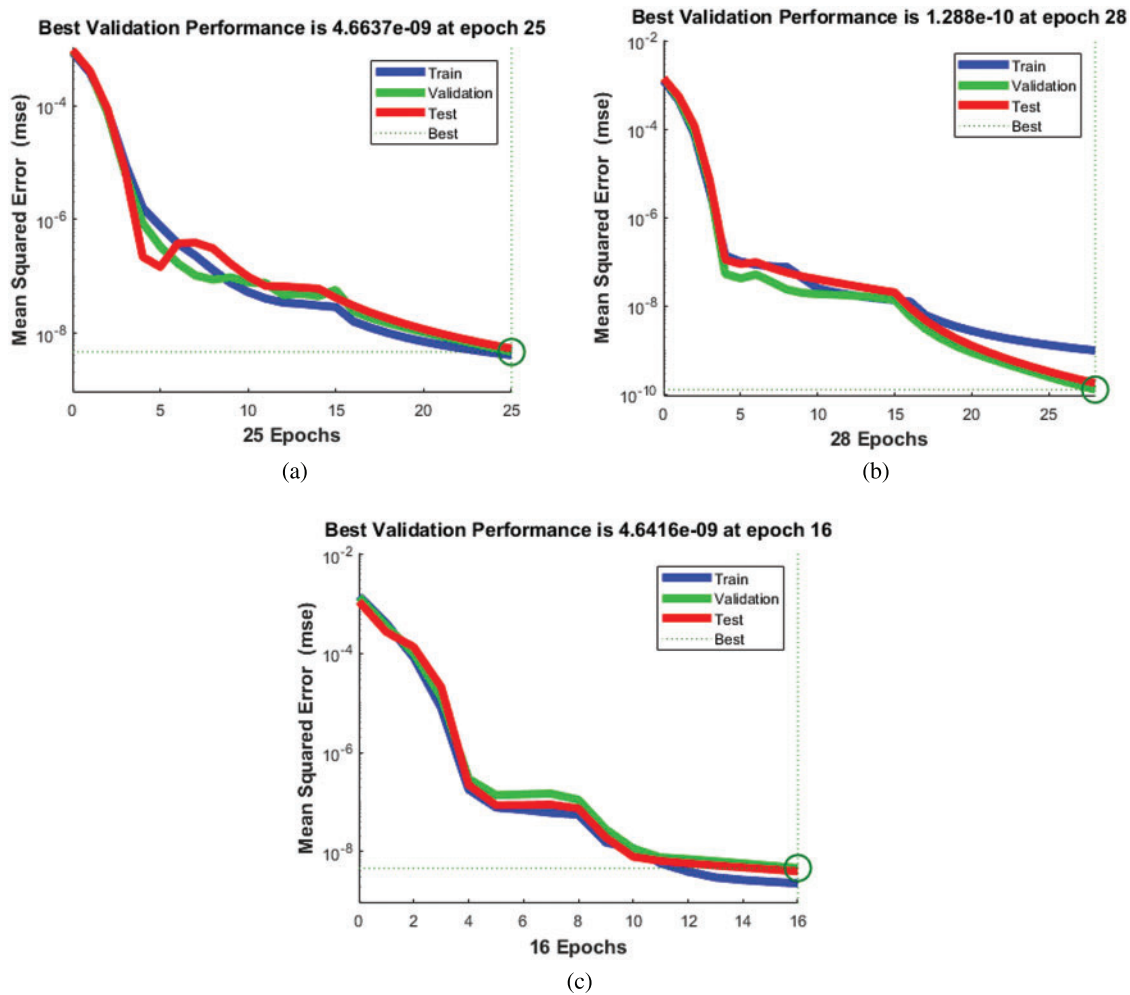 Best Validation Performance is 4.6637e-09 at epoch 25
Mean Squared Error (mse)
10^-4
10^-6
10^-8
Train
Validation
Test
Best
0 5 10 15 20 25
25 Epochs
(a)
Best Validation Performance is 1.288e-10 at epoch 28
Mean Squared Error (mse)
10^-2
10^-4
10^-6
10^-8
10^-10
Train
Validation
Test
Best
0 5 10 15 20 25
28 Epochs
(b)
Best Validation Performance is 4.6416e-09 at epoch 16
Mean Squared Error (mse)
10^-2
10^-4
10^-6
10^-8
Train
Validation
Test
Best
0 2 4 6 8 10 12 14 16
16 Epochs
(c)